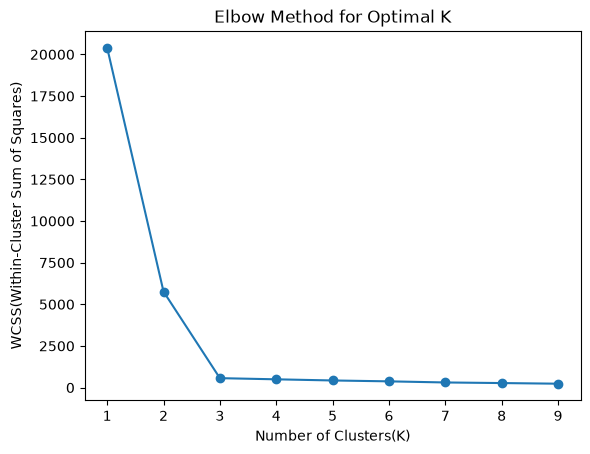 Elbow Method for Optimal K
WCSS(Within-Cluster Sum of Squares)
20000
17500
15000
12500
10000
7500
5000
2500
0
1 2 3 4 5 6 7 8 9
Number of Clusters(K)